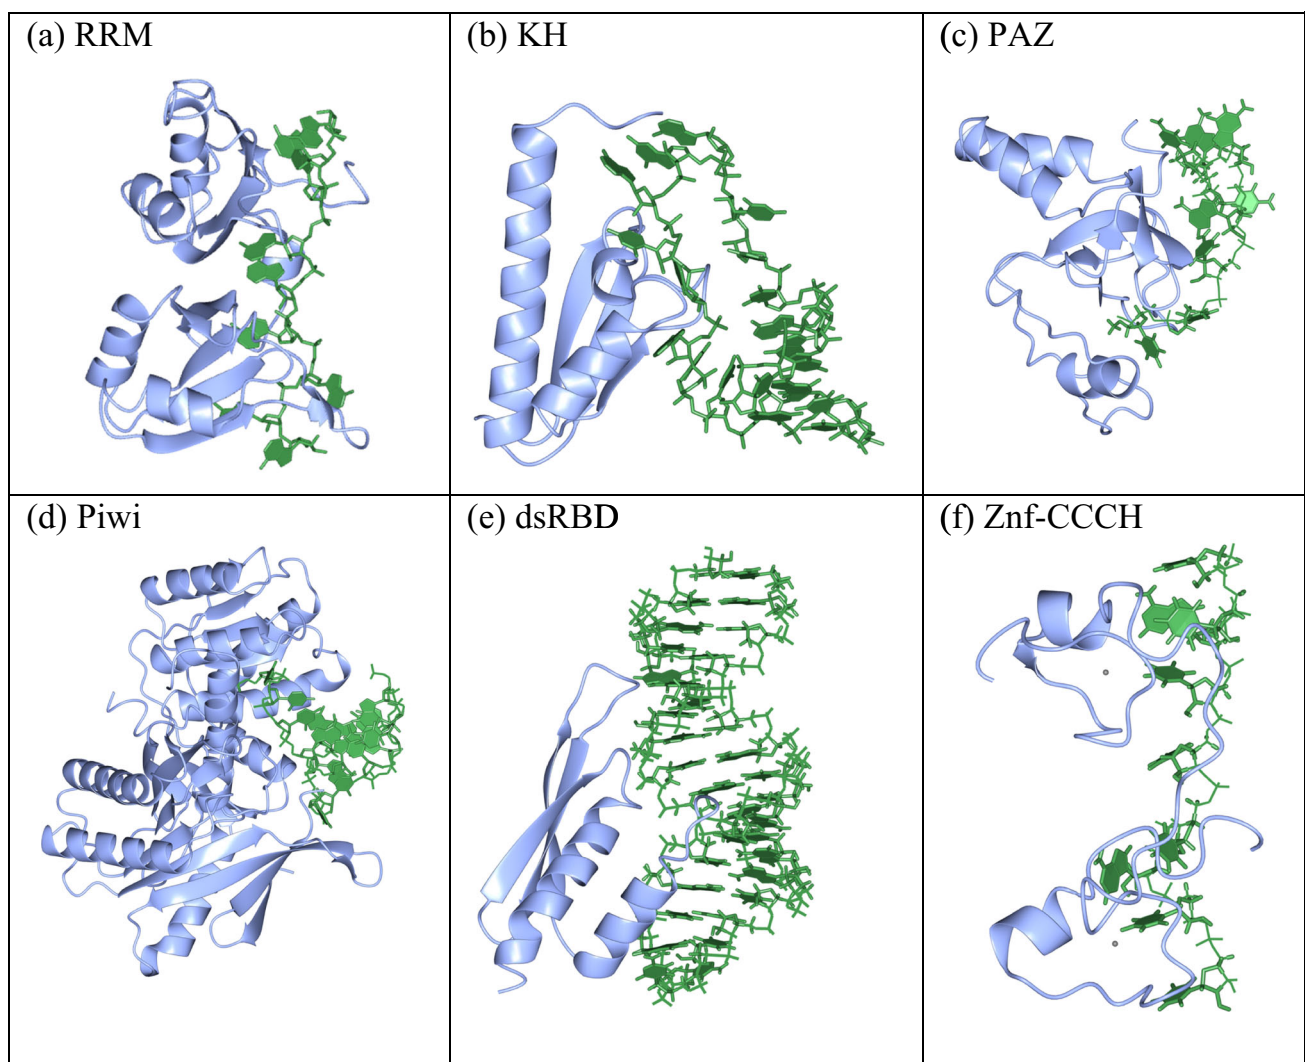 (a) RRM
(b) KH
(c) PAZ
(d) Piwi
(e) dsRBD
(f) Znf-CCCH